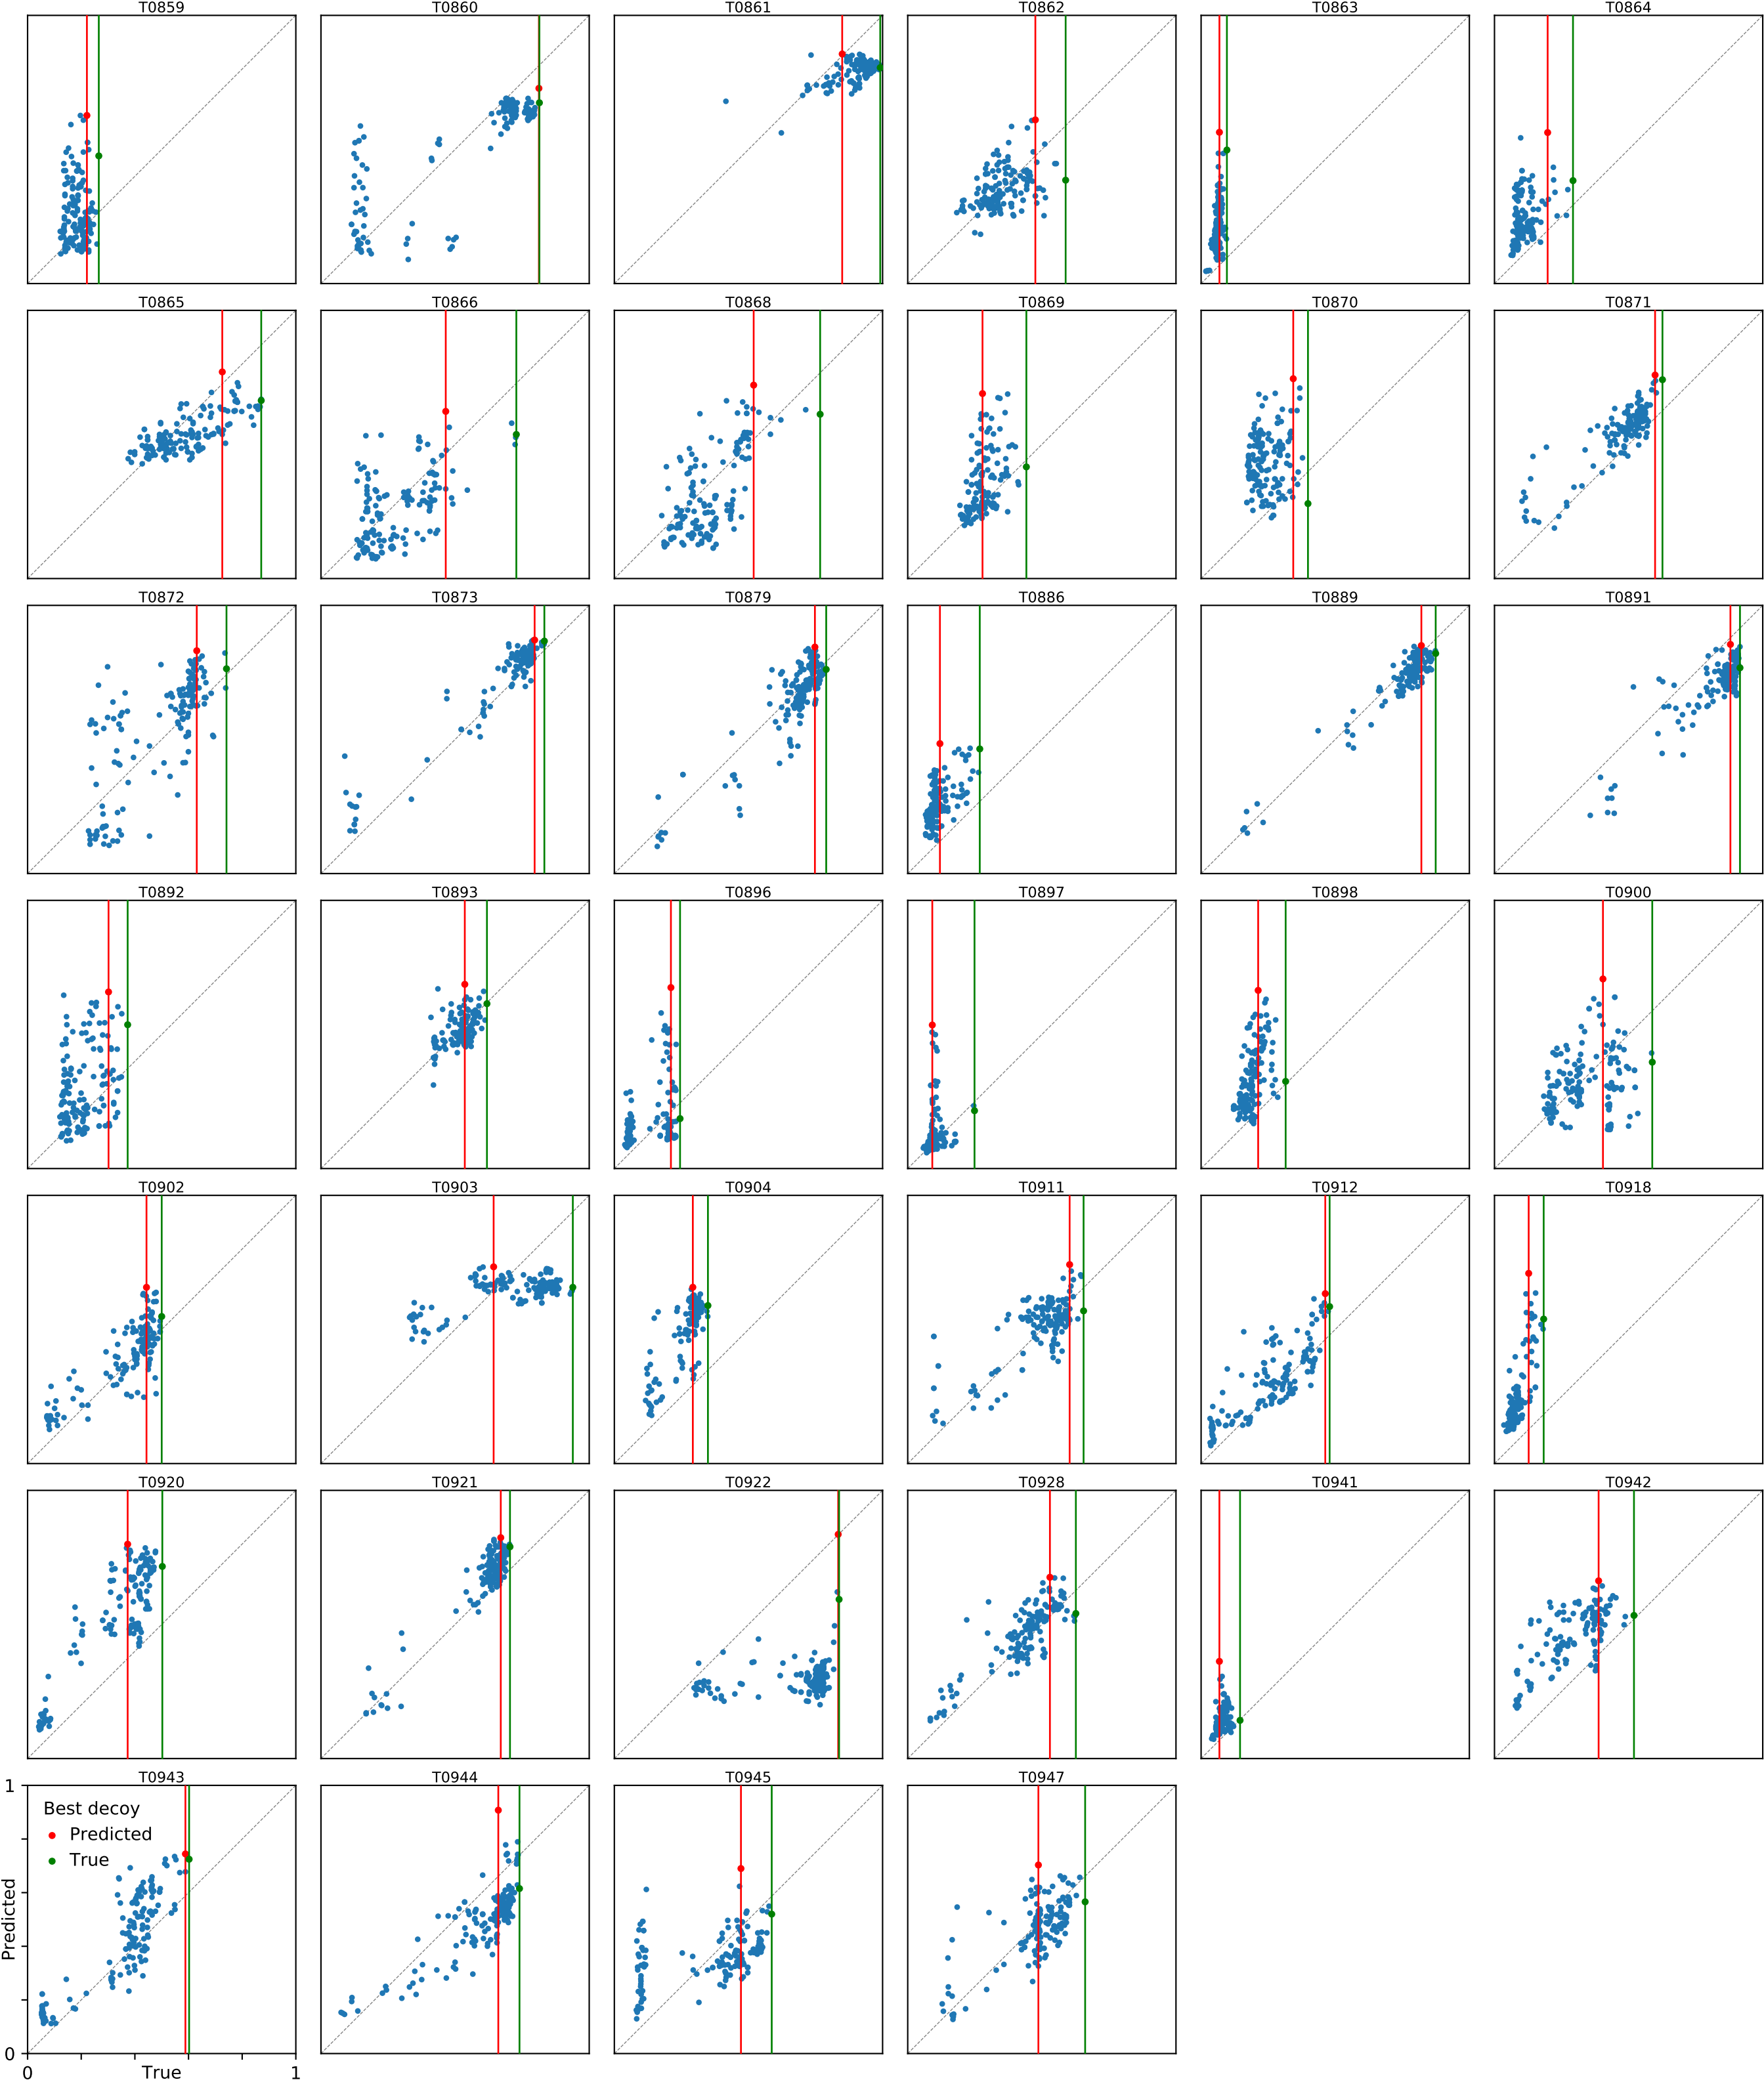 T0859 T0860 T0861 T0862 T0863 T0864
T0865 T0866 T0868 T0869 T0870 T0871
T0872 T0873 T0879 T0886 T0889 T0891
T0892 T0893 T0896 T0897 T0898 T0900
T0902 T0903 T0904 T0911 T0912 T0918
T0920 T0921 T0922 T0928 T0941 T0942
T0943 T0944 T0945 T0947
1
Best decoy
Predicted
True
Predicted
0
0 True 1